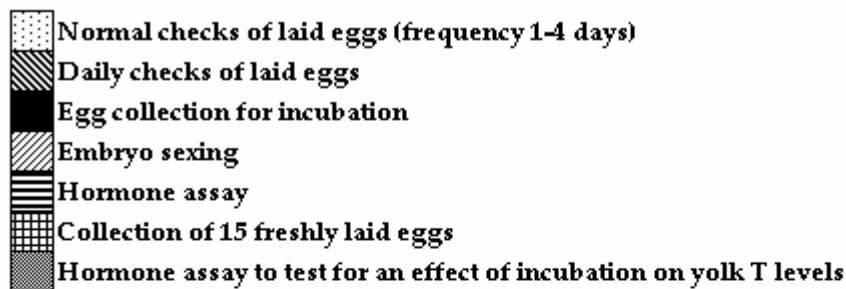 Normal checks of laid eggs (frequency 1-4 days)
Daily checks of laid eggs
Egg collection for incubation
Embryo sexing
Hormone assay
Collection of 15 freshly laid eggs
Hormone assay to test for an effect of incubation on yolk T levels